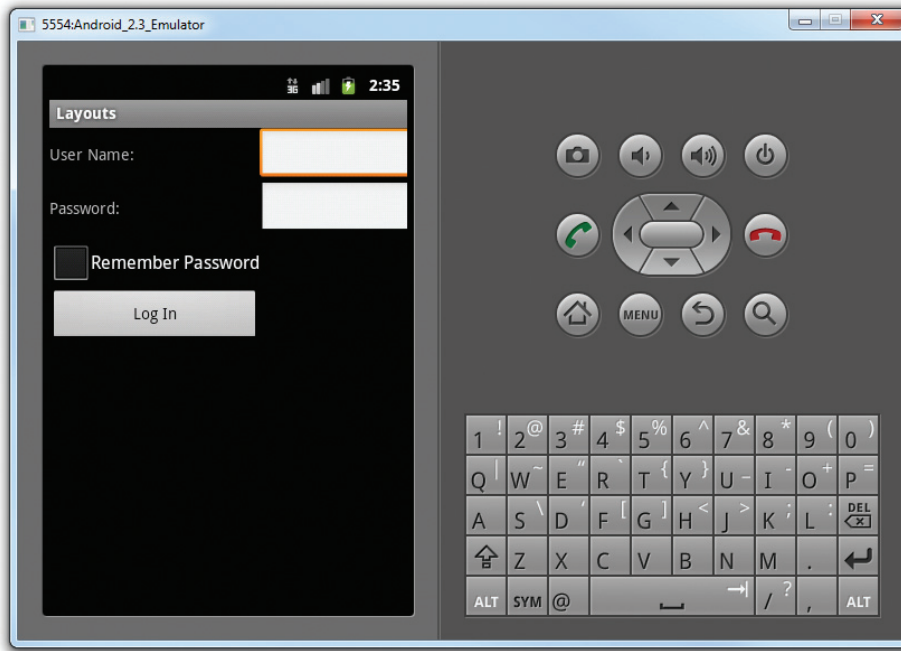 5554:Android_2.3_Emulator
3G 2:35
Layouts
User Name:
Password:
Remember Password
Log In
MENU
1 ! 2 @ 3 # 4 $ 5 % 6 ^ 7 & 8 * 9 ( 0 )
Q | W ~ E “ R ` T { Y } U _ I - O + P =
A S \ D ‘ F [ G ] H < J > K ; L : DEL
Z X C V B N M .
ALT SYM @ / ? , ALT